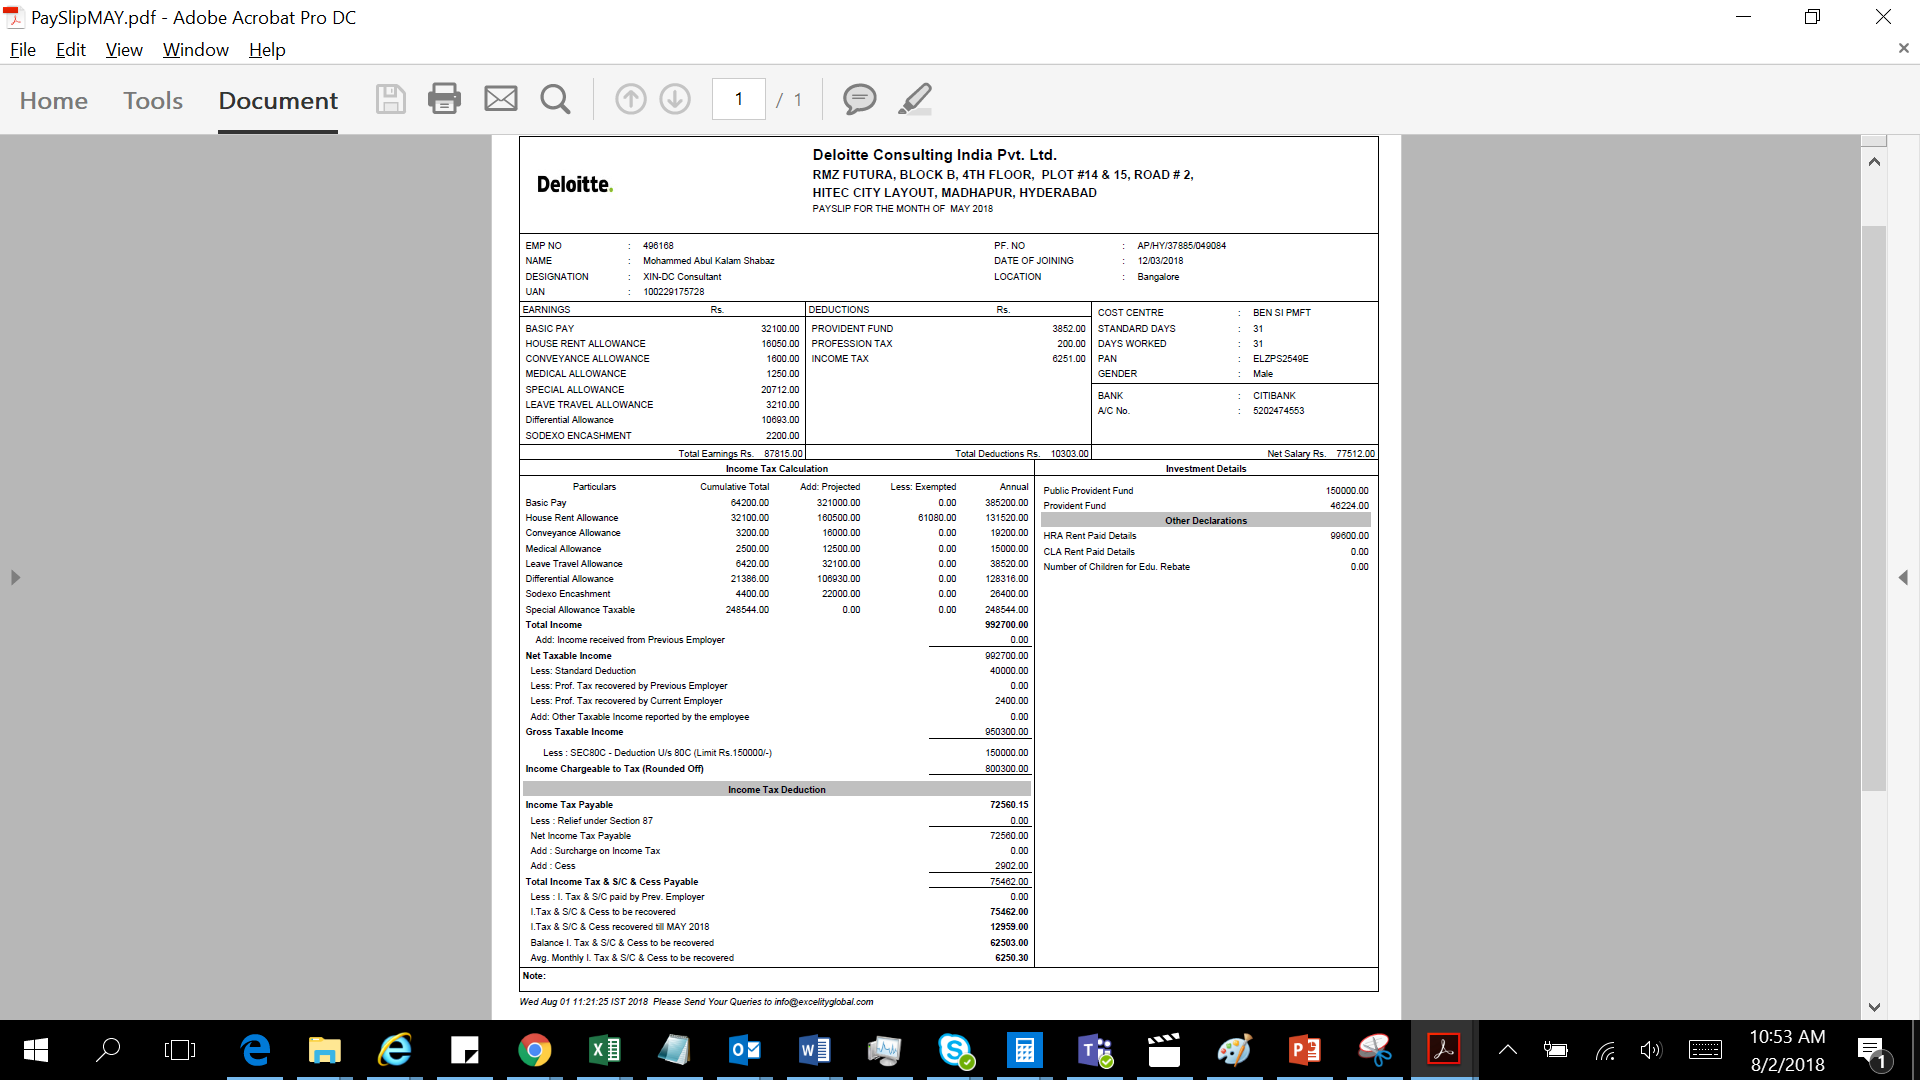 PaySlipMAY.pdf - Adobe Acrobat Pro DC
File Edit View Window Help
Home Tools Document 1 / 1
Deloitte.
Deloitte Consulting India Pvt. Ltd.
RMZ FUTURA, BLOCK B, 4TH FLOOR, PLOT #14 & 15, ROAD # 2,
HITEC CITY LAYOUT, MADHAPUR, HYDERABAD
PAYSLIP FOR THE MONTH OF MAY 2018
EMP NO : 496168 PF. NO : AP/HY/37885/049084
NAME : Mohammed Abul Kalam Shabaz DATE OF JOINING : 12/03/2018
DESIGNATION : XIN-DC Consultant LOCATION : Bangalore
UAN : 100229175728
EARNINGS Rs. DEDUCTIONS Rs. COST CENTRE : BEN SI PMFT
BASIC PAY 32100.00 PROVIDENT FUND 3852.00 STANDARD DAYS : 31
HOUSE RENT ALLOWANCE 16050.00 PROFESSION TAX 200.00 DAYS WORKED : 31
CONVEYANCE ALLOWANCE 1600.00 INCOME TAX 6251.00 PAN : ELZPS2549E
MEDICAL ALLOWANCE 1250.00 GENDER : Male
SPECIAL ALLOWANCE 20712.00 BANK : CITIBANK
LEAVE TRAVEL ALLOWANCE 3210.00 A/C No. : 5202474553
Differential Allowance 10693.00
SODEXO ENCASHMENT 2200.00
Total Earnings Rs. 87815.00 Total Deductions Rs. 10303.00 Net Salary Rs. 77512.00
Income Tax Calculation Investment Details
Particulars Cumulative Total Add: Projected Less: Exempted Annual Public Provident Fund 150000.00
Basic Pay 64200.00 321000.00 0.00 385200.00 Provident Fund 46224.00
House Rent Allowance 32100.00 160500.00 61080.00 131520.00 Other Declarations
Conveyance Allowance 3200.00 16000.00 0.00 19200.00 HRA Rent Paid Details 99600.00
Medical Allowance 2500.00 12500.00 0.00 15000.00 CLA Rent Paid Details 0.00
Leave Travel Allowance 6420.00 32100.00 0.00 38520.00 Number of Children for Edu. Rebate 0.00
Differential Allowance 21386.00 106930.00 0.00 128316.00
Sodexo Encashment 4400.00 22000.00 0.00 26400.00
Special Allowance Taxable 248544.00 0.00 0.00 248544.00
Total Income 992700.00
Add: Income received from Previous Employer 0.00
Net Taxable Income 992700.00
Less: Standard Deduction 40000.00
Less: Prof. Tax recovered by Previous Employer 0.00
Less: Prof. Tax recovered by Current Employer 2400.00
Add: Other Taxable Income reported by the employee 0.00
Gross Taxable Income 950300.00
Less : SEC80C - Deduction U/s 80C (Limit Rs.150000/-) 150000.00
Income Chargeable to Tax (Rounded Off) 800300.00
Income Tax Deduction
Income Tax Payable 72560.15
Less : Relief under Section 87 0.00
Net Income Tax Payable 72560.00
Add : Surcharge on Income Tax 0.00
Add : Cess 2902.00
Total Income Tax & S/C & Cess Payable 75462.00
Less : I. Tax & S/C paid by Prev. Employer 0.00
I.Tax & S/C & Cess to be recovered 75462.00
I.Tax & S/C & Cess recovered till MAY 2018 12959.00
Balance I. Tax & S/C & Cess to be recovered 62503.00
Avg. Monthly I. Tax & S/C & Cess to be recovered 6250.30
Note:
Wed Aug 01 11:21:25 IST 2018 Please Send Your Queries to info@excelityglobal.com
10:53 AM
8/2/2018
1